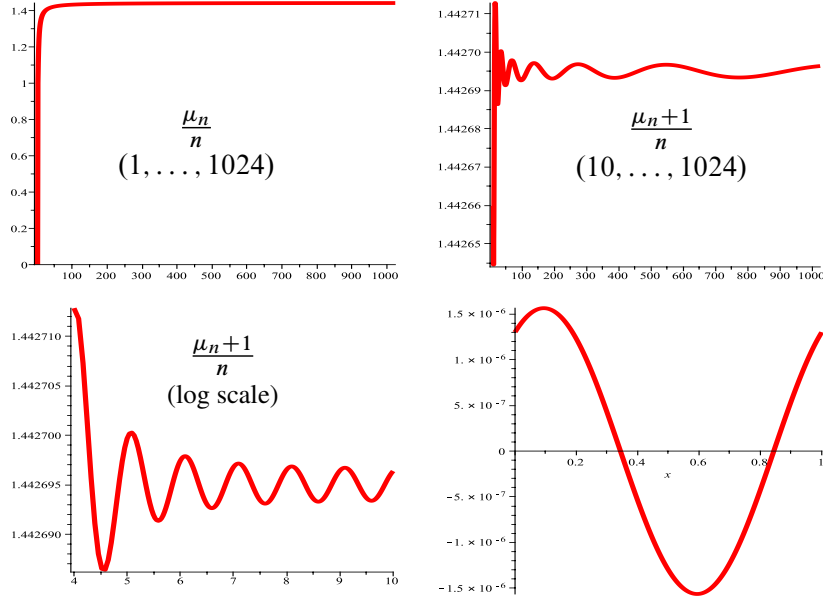 1.4
1.2
1
0.8
0.6
0.4
0.2
0
100 200 300 400 500 600 700 800 900 1000
μₙ
n
(1, . . . , 1024)
1.44271
1.44270
1.44269
1.44268
1.44267
1.44266
1.44265
100 200 300 400 500 600 700 800 900 1000
μₙ+1
n
(10, . . . , 1024)
1.442710
1.442705
1.442700
1.442695
1.442690
4 5 6 7 8 9 10
μₙ+1
n
(log scale)
1.5 × 10⁻⁶
1. × 10⁻⁶
5. × 10⁻⁷
0
−5. × 10⁻⁷
−1. × 10⁻⁶
−1.5 × 10⁻⁶
0.2 0.4 0.6 0.8 1
x